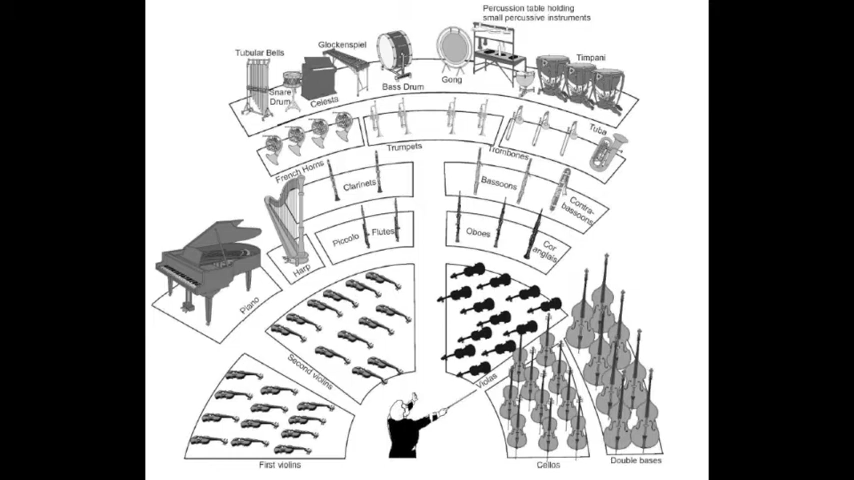 Percussion table holding
small percussive instruments
Tubular Bells
Glockenspiel
Timpani
Gong
Bass Drum
Snare
Drum
Celesta
Tuba
Trumpets
Trombones
French Horns
Clarinets
Bassoons
Contra-
bassoons
Piccolo
Flutes
Oboes
Cor
anglais
Harp
Piano
Second violins
Violas
First violins
Cellos
Double bases